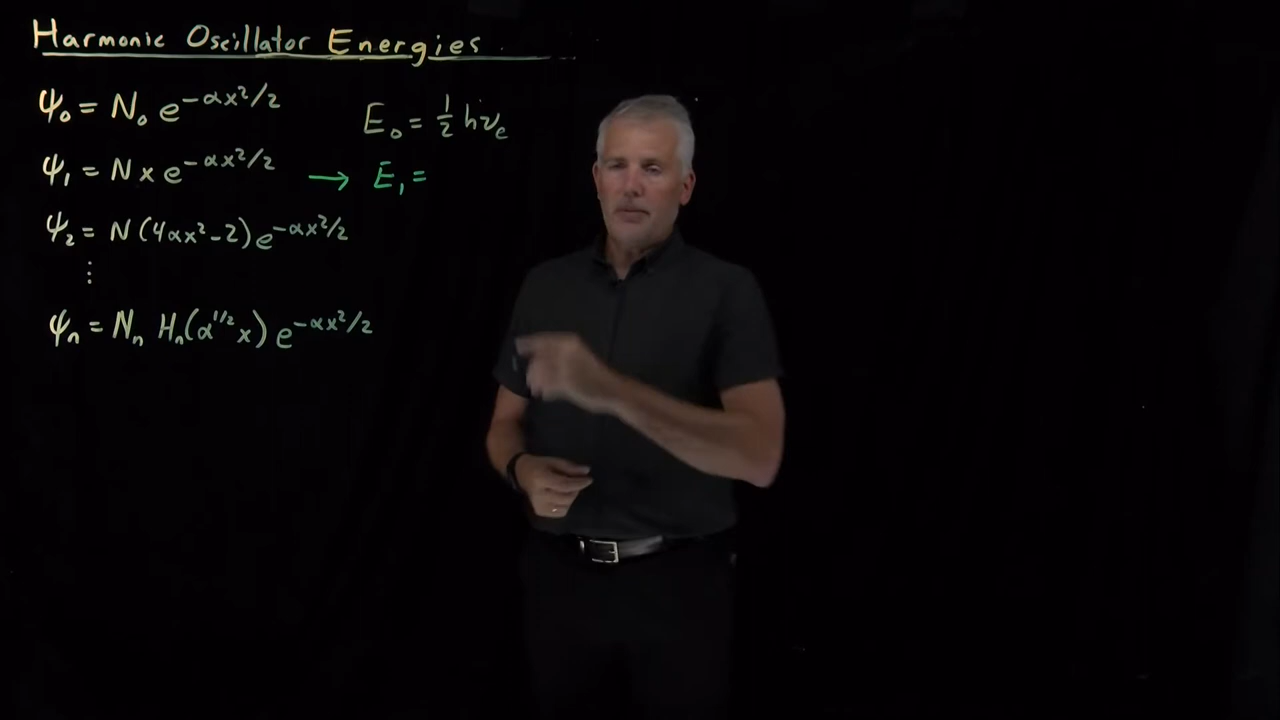 Harmonic Oscillator Energies
ψ₀ = N₀ e^(-αx²/2)
E₀ = 1/2 hν_e
ψ₁ = N x e^(-αx²/2) → E₁ =
ψ₂ = N (4αx² - 2) e^(-αx²/2)
⋮
ψₙ = Nₙ Hₙ(α^(1/2) x) e^(-αx²/2)